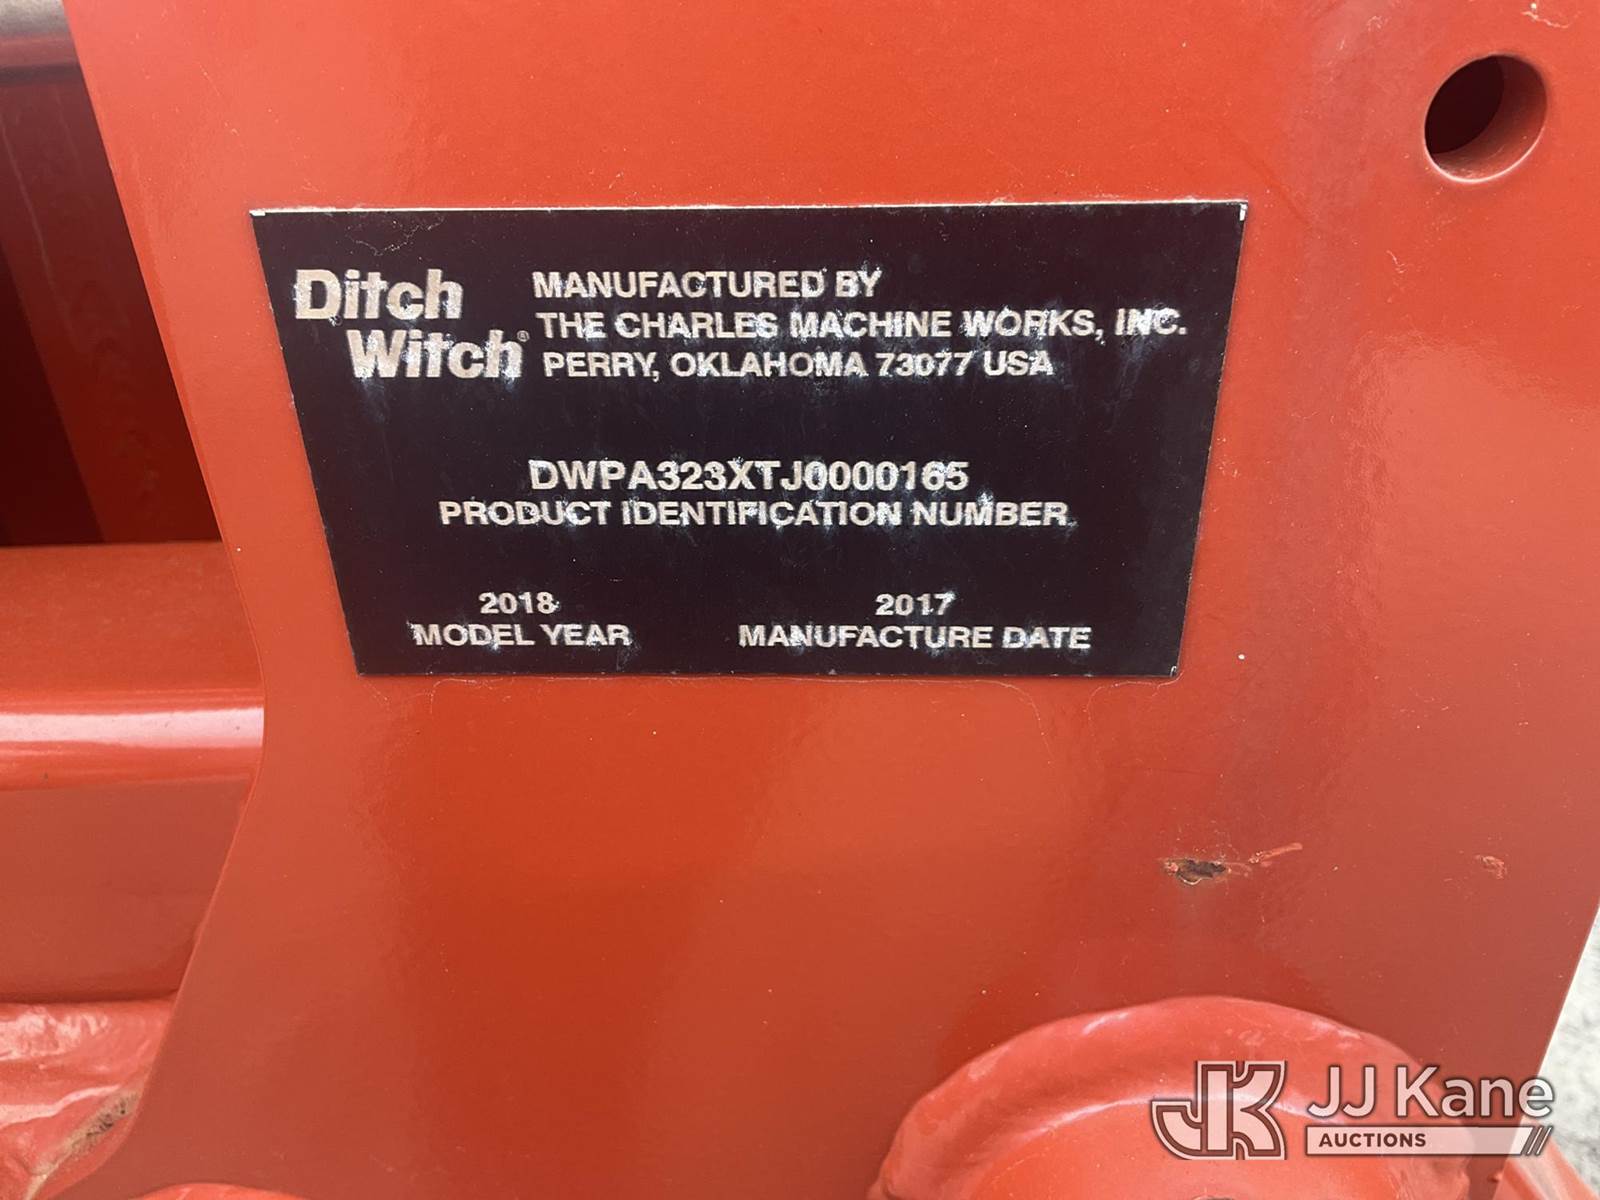 Ditch Witch®
MANUFACTURED BY
THE CHARLES MACHINE WORKS, INC.
PERRY, OKLAHOMA 73077 USA
DWPA323XTJ0000165
PRODUCT IDENTIFICATION NUMBER
2018
MODEL YEAR
2017
MANUFACTURE DATE
JK JJ Kane
AUCTIONS